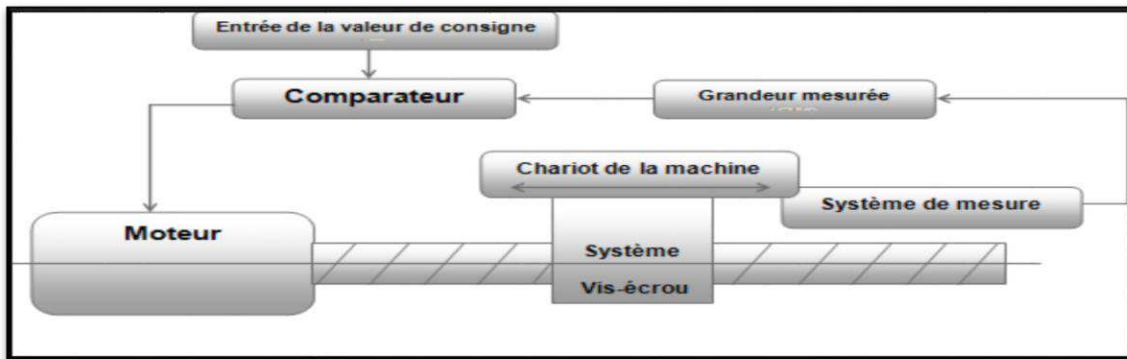 Entrée de la valeur de consigne
Comparateur
Grandeur mesurée
Chariot de la machine
Système de mesure
Moteur
Système
Vis-écrou